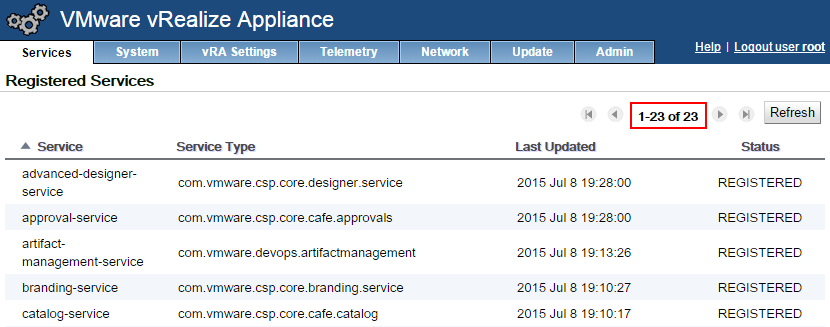 VMware vRealize Appliance
Services System vRA Settings Telemetry Network Update Admin Help | Logout user root
Registered Services
1-23 of 23 Refresh
Service Service Type Last Updated Status
advanced-designer-
service com.vmware.csp.core.designer.service 2015 Jul 8 19:28:00 REGISTERED
approval-service com.vmware.csp.core.cafe.approvals 2015 Jul 8 19:28:00 REGISTERED
artifact-
management-service com.vmware.devops.artifactmanagement 2015 Jul 8 19:13:26 REGISTERED
branding-service com.vmware.csp.core.branding.service 2015 Jul 8 19:10:27 REGISTERED
catalog-service com.vmware.csp.core.cafe.catalog 2015 Jul 8 19:10:17 REGISTERED